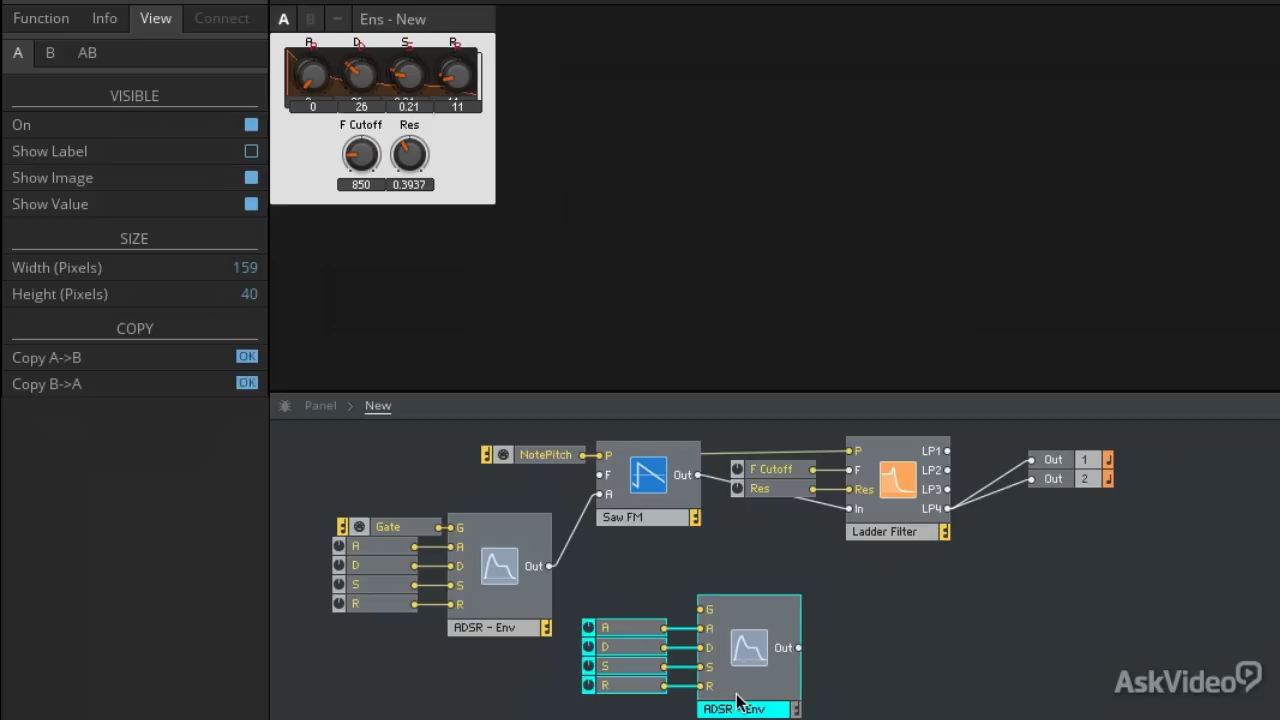 Function Info View Connect
A B AB
VISIBLE
On
Show Label
Show Image
Show Value
SIZE
Width (Pixels) 159
Height (Pixels) 40
COPY
Copy A->B OK
Copy B->A OK
A B – Ens - New
A D S R
0 26 0.21 11
F Cutoff Res
850 0.3937
Panel > New
NotePitch P F A Out
Saw FM
F Cutoff
Res
P F Res In LP1 LP2 LP3 LP4
Ladder Filter
Out 1
Out 2
Gate G
A A
D D Out
S S
R R
ADSR - Env
G
A A
D D Out
S S
R R
ADSR - Env
AskVideo